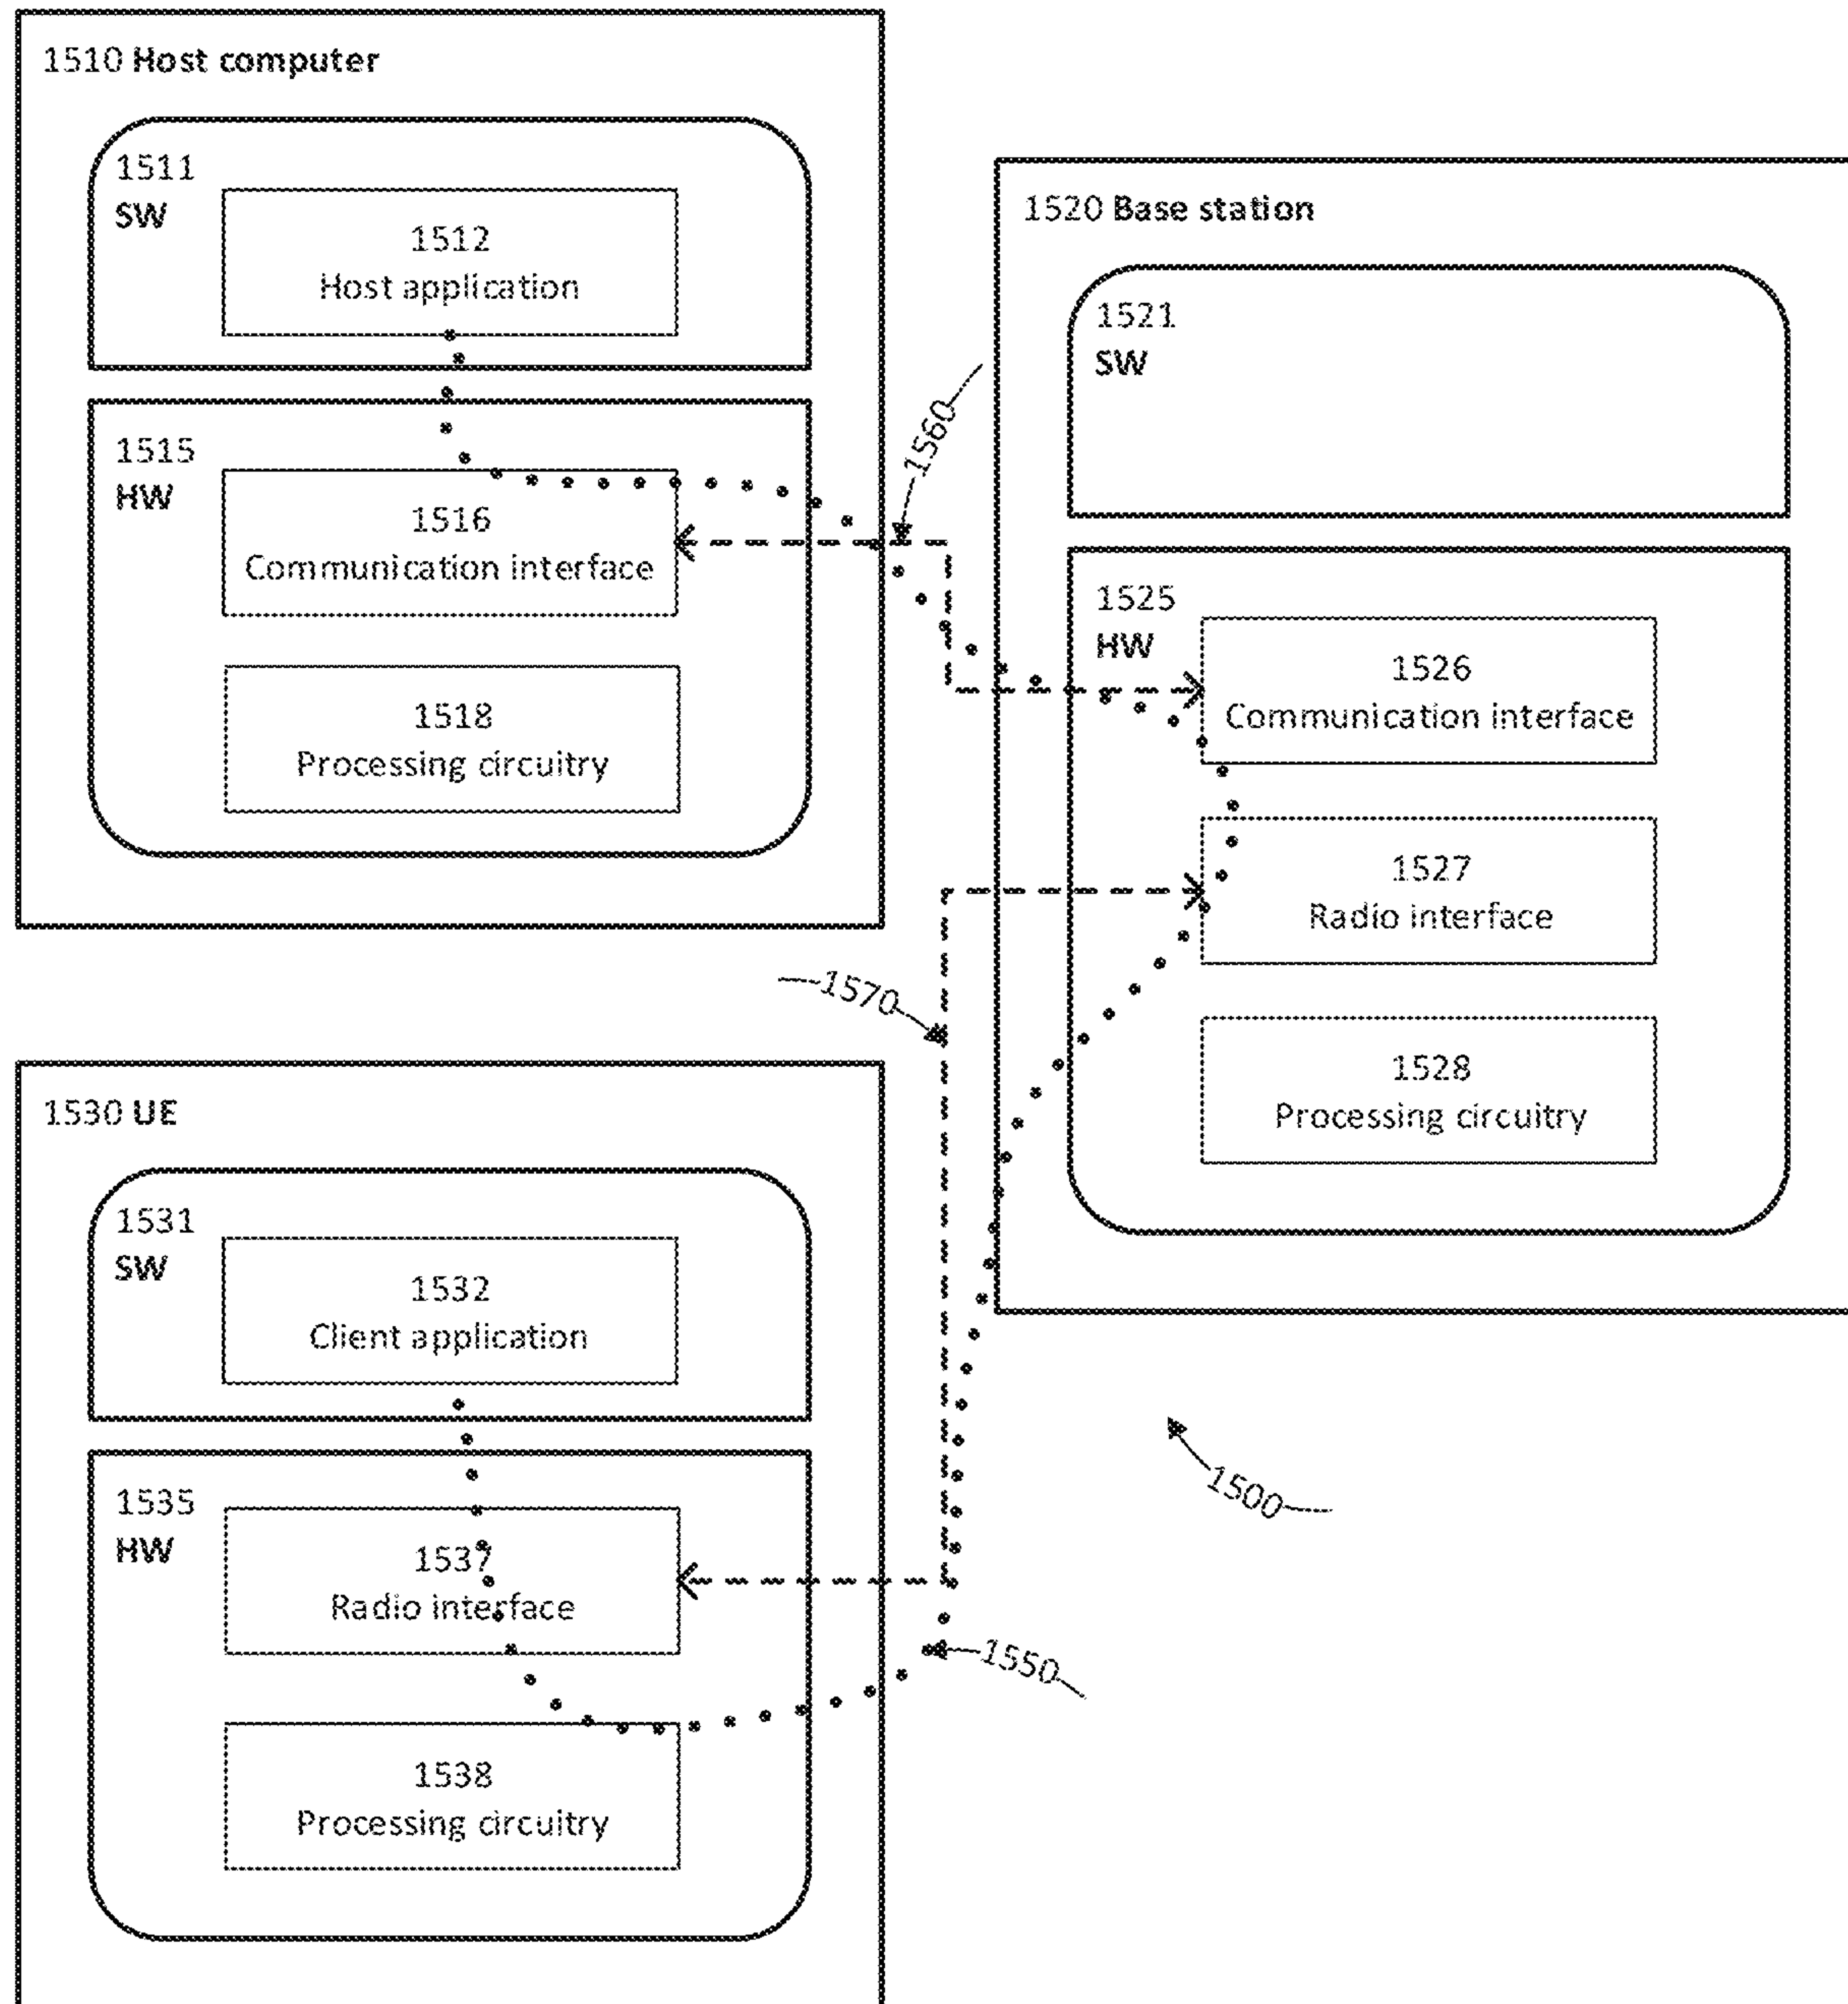 1510 Host computer
1511
SW
1512
Host application
1515
HW
1516
Communication interface
1518
Processing circuitry
1560
1520 Base station
1521
SW
1525
HW
1526
Communication interface
1527
Radio interface
1528
Processing circuitry
1570
1530 UE
1531
SW
1532
Client application
1535
HW
1537
Radio interface
1538
Processing circuitry
1550
1500